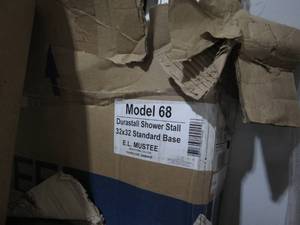 Model 68
Durastall Shower Stall
32x32 Standard Base
E.L. MUSTEE